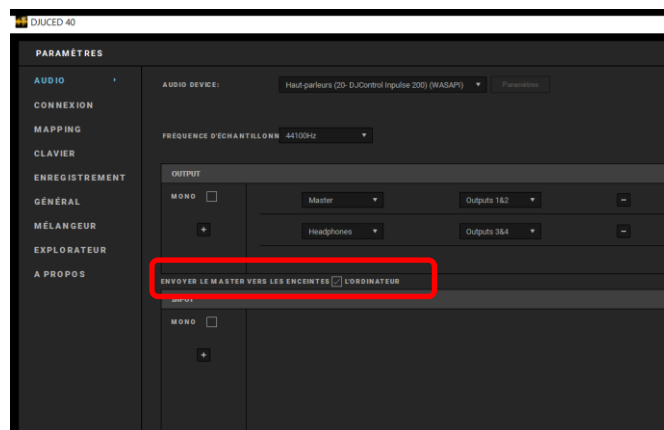 DJUCED 40
PARAMÈTRES
AUDIO
CONNEXION
MAPPING
CLAVIER
ENREGISTREMENT
GÉNÉRAL
MÉLANGEUR
EXPLORATEUR
A PROPOS
AUDIO DEVICE: Haut-parleurs (20- DJControl Inpulse 200) (WASAPI) Paramètres
FRÉQUENCE D'ÉCHANTILLONN 44100Hz
OUTPUT
MONO Master Outputs 1&2 −
+ Headphones Outputs 3&4 −
ENVOYER LE MASTER VERS LES ENCEINTES L'ORDINATEUR
INPUT
MONO
+